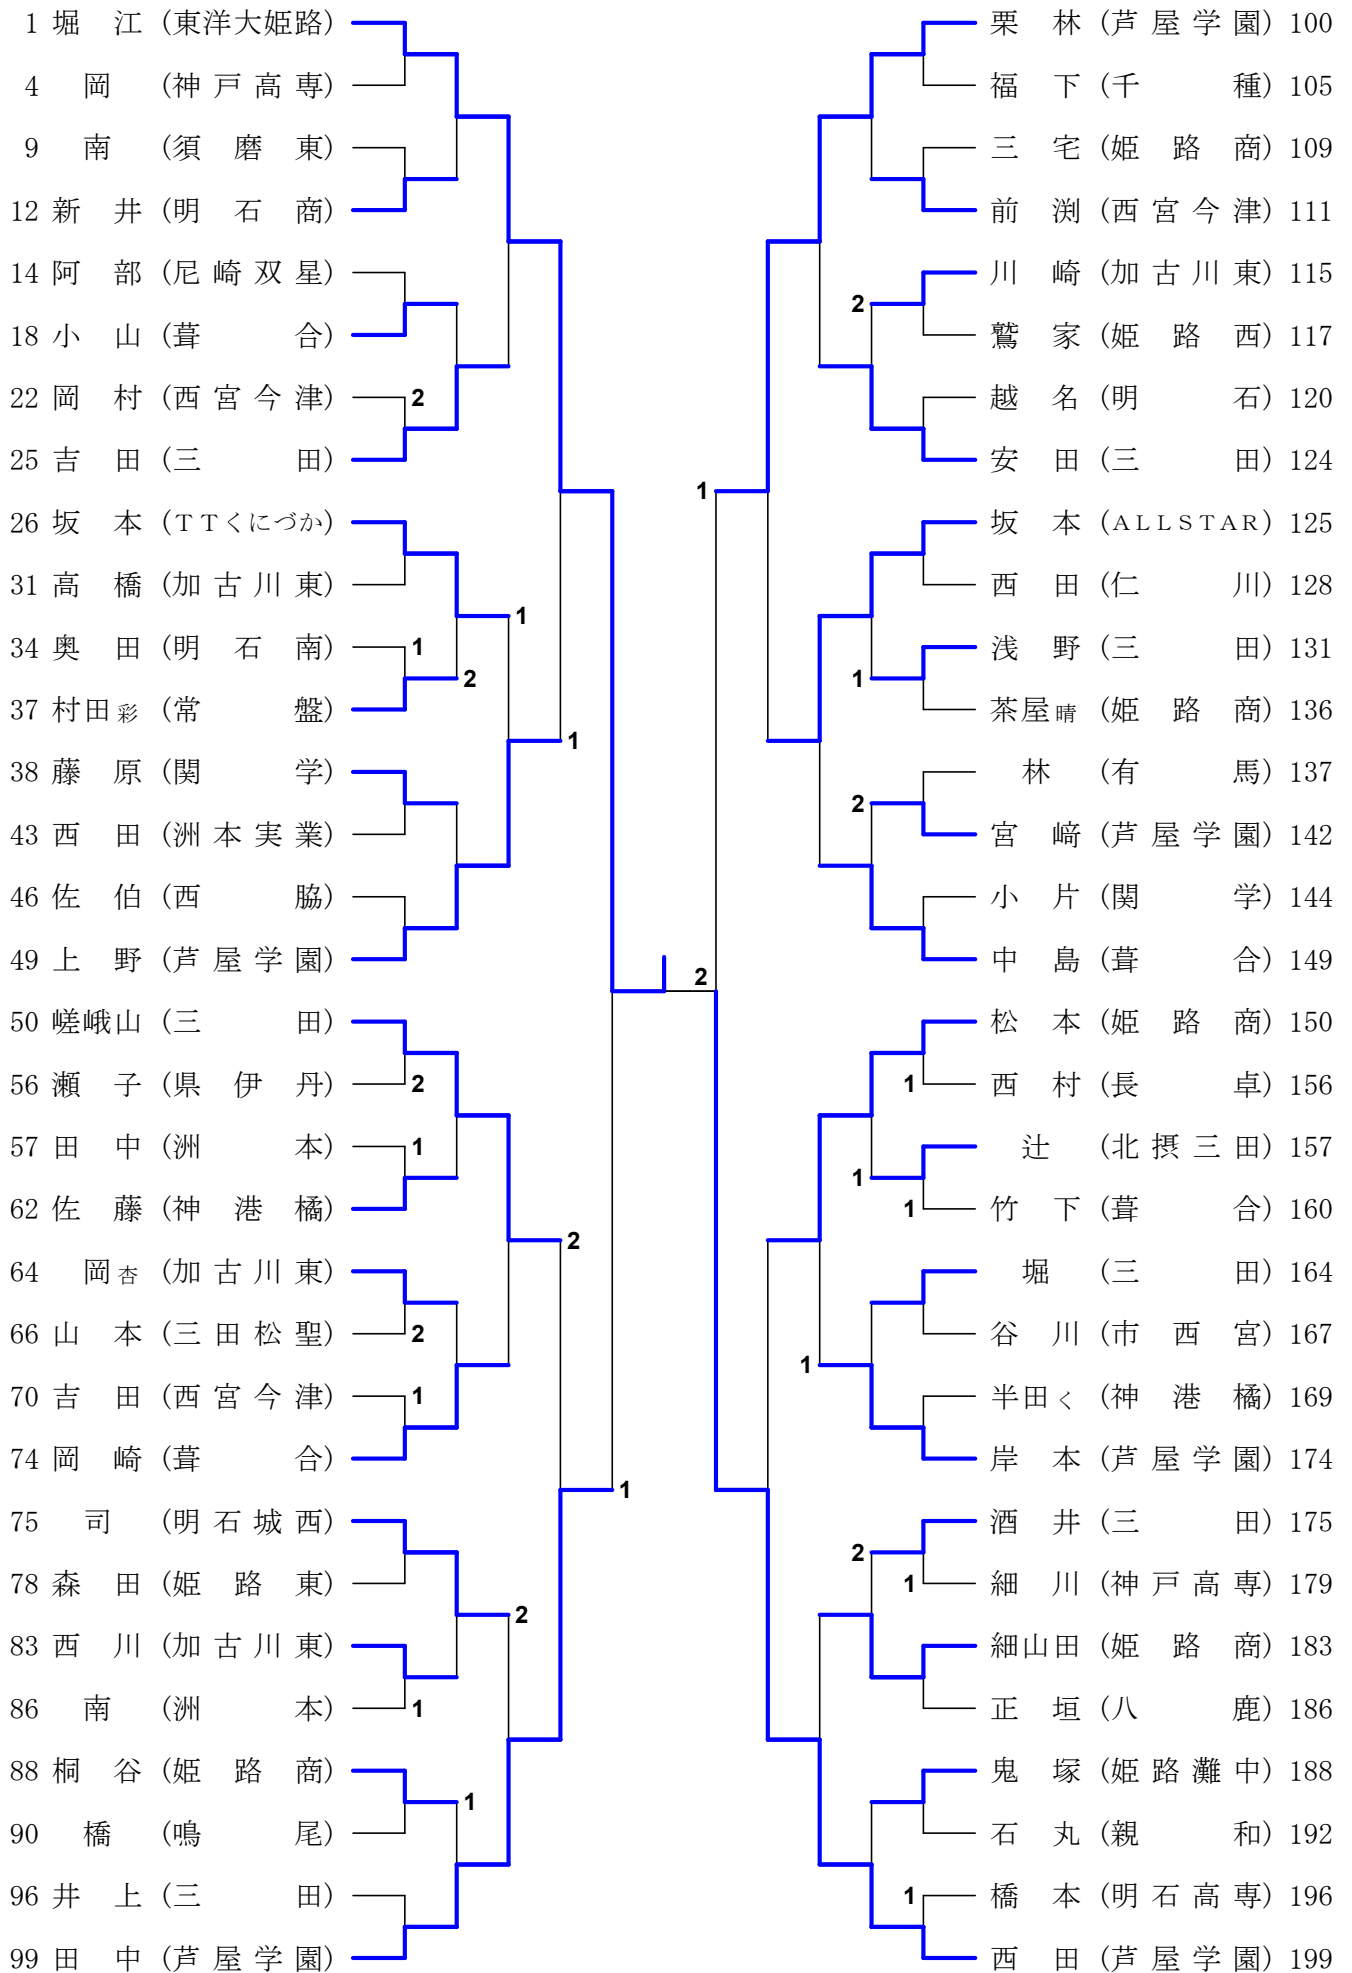 1 堀江 (東洋大姫路)
4 岡 (神戸高専)
9 南 (須磨東)
12 新井 (明石商)
14 阿部 (尼崎双星)
18 小山 (葺合)
22 岡村 (西宮今津) 2
25 吉田 (三田)
26 坂本 (TTくにづか)
31 高橋 (加古川東)
1
34 奥田 (明石南) 1
2
37 村田彩 (常盤)
1
38 藤原 (関学)
43 西田 (洲本実業)
46 佐伯 (西脇)
49 上野 (芦屋学園)
50 嵯峨山 (三田)
56 瀬子 (県伊丹) 2
57 田中 (洲本) 1
62 佐藤 (神港橘)
2
64 岡杏 (加古川東)
66 山本 (三田松聖) 2
70 吉田 (西宮今津) 1
74 岡崎 (葺合)
1
75 司 (明石城西)
78 森田 (姫路東)
2
83 西川 (加古川東)
86 南 (洲本) 1
88 桐谷 (姫路商)
1
90 橋 (鳴尾)
96 井上 (三田)
99 田中 (芦屋学園)
栗林 (芦屋学園) 100
福下 (千種) 105
三宅 (姫路商) 109
前渕 (西宮今津) 111
川崎 (加古川東) 115
2
鷲家 (姫路西) 117
越名 (明石) 120
安田 (三田) 124
1
坂本 (ALLSTAR) 125
西田 (仁川) 128
浅野 (三田) 131
1
茶屋晴 (姫路商) 136
林 (有馬) 137
2
宮﨑 (芦屋学園) 142
小片 (関学) 144
中島 (葺合) 149
2
松本 (姫路商) 150
1 西村 (長卓) 156
辻 (北摂三田) 157
1
1 竹下 (葺合) 160
堀 (三田) 164
谷川 (市西宮) 167
1
半田く (神港橘) 169
岸本 (芦屋学園) 174
酒井 (三田) 175
2
1 細川 (神戸高専) 179
細山田 (姫路商) 183
正垣 (八鹿) 186
鬼塚 (姫路灘中) 188
石丸 (親和) 192
1 橋本 (明石高専) 196
西田 (芦屋学園) 199